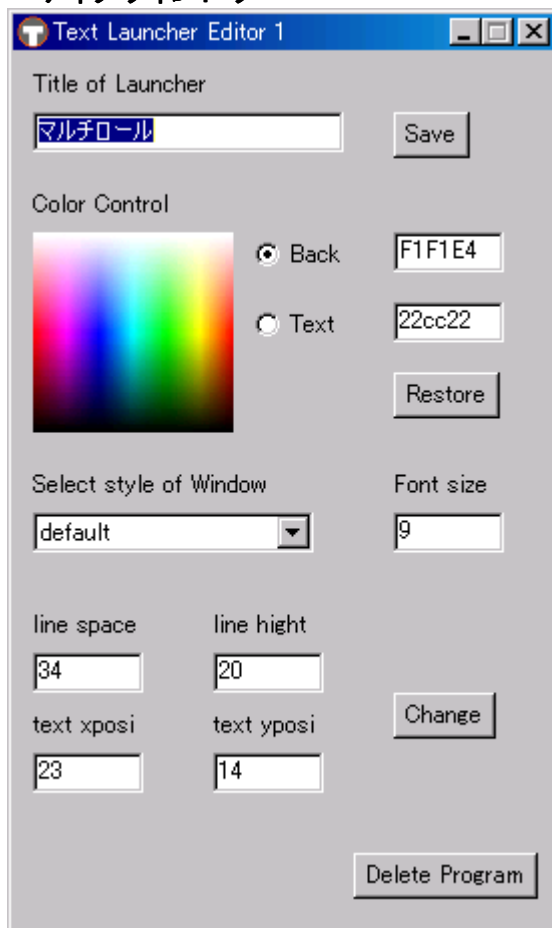 Text Launcher Editor 1
Title of Launcher
マルチロール
Save
Color Control
Back
F1F1E4
Text
22cc22
Restore
Select style of Window
Font size
default
9
line space
line hight
34
20
Change
text xposi
text yposi
23
14
Delete Program